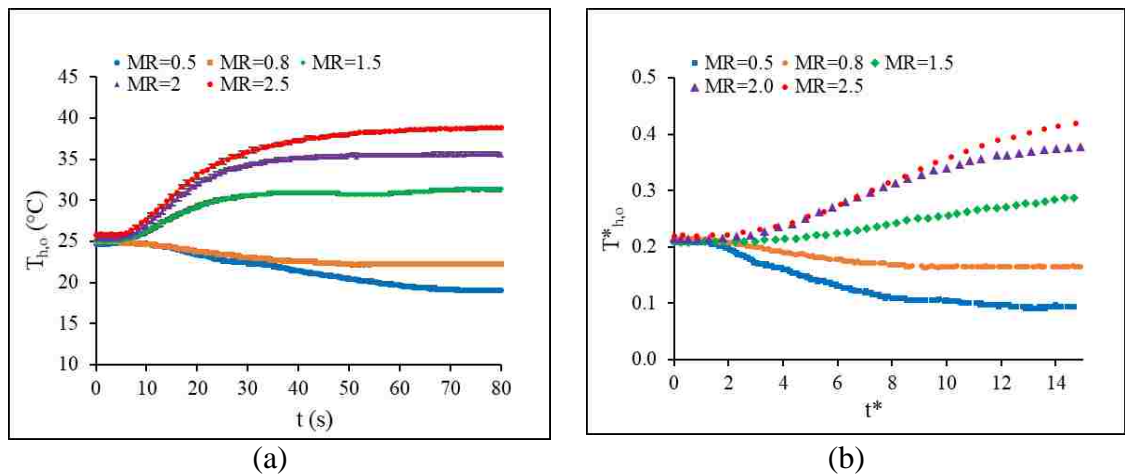 MR=0.5 MR=0.8 MR=1.5
MR=2 MR=2.5
45
40
35
30
25
20
15
10
T_h,o (°C)
0 10 20 30 40 50 60 70 80
t (s)
(a)
MR=0.5 MR=0.8 MR=1.5
MR=2.0 MR=2.5
0.5
0.4
0.3
0.2
0.1
0.0
T*_h,o
0 2 4 6 8 10 12 14
t*
(b)